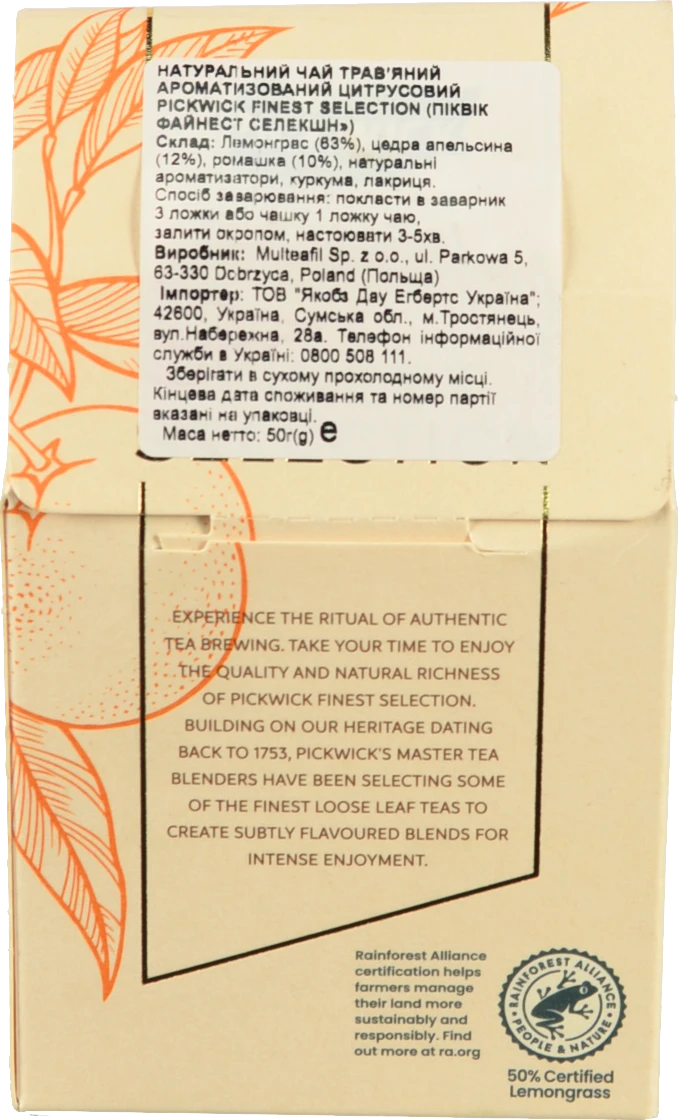 НАТУРАЛЬНИЙ ЧАЙ ТРАВ'ЯНИЙ
АРОМАТИЗОВАНИЙ ЦИТРУСОВИЙ
PICKWICK FINEST SELECTION (ПІКВІК
ФАЙНЕСТ СЕЛЕКШН»)
Склад: Лемонграс (63%), цедра апельсина
(12%), ромашка (10%), натуральні
ароматизатори, куркума, лакриця.
Спосіб заварювання: покласти в заварник
3 ложки або чашку 1 ложку чаю,
залити окропом, настоювати 3-5хв.
Виробник: Multeafil Sp. z o.o., ul. Parkowa 5,
63-330 Dobrzyca, Poland (Польща)
Імпортер: ТОВ "Якобз Дау Егбертс Україна";
42600, Україна, Сумська обл., м.Тростянець,
вул.Набережна, 28а. Телефон інформаційної
служби в Україні: 0800 508 111.
Зберігати в сухому прохолодному місці.
Кінцева дата споживання та номер партії
вказані на упаковці.
Маса нетто: 50г(g) e
EXPERIENCE THE RITUAL OF AUTHENTIC
TEA BREWING. TAKE YOUR TIME TO ENJOY
THE QUALITY AND NATURAL RICHNESS
OF PICKWICK FINEST SELECTION.
BUILDING ON OUR HERITAGE DATING
BACK TO 1753, PICKWICK'S MASTER TEA
BLENDERS HAVE BEEN SELECTING SOME
OF THE FINEST LOOSE LEAF TEAS TO
CREATE SUBTLY FLAVOURED BLENDS FOR
INTENSE ENJOYMENT.
Rainforest Alliance
certification helps
farmers manage
their land more
sustainably and
responsibly. Find
out more at ra.org
RAINFOREST ALLIANCE
PEOPLE & NATURE
50% Certified
Lemongrass